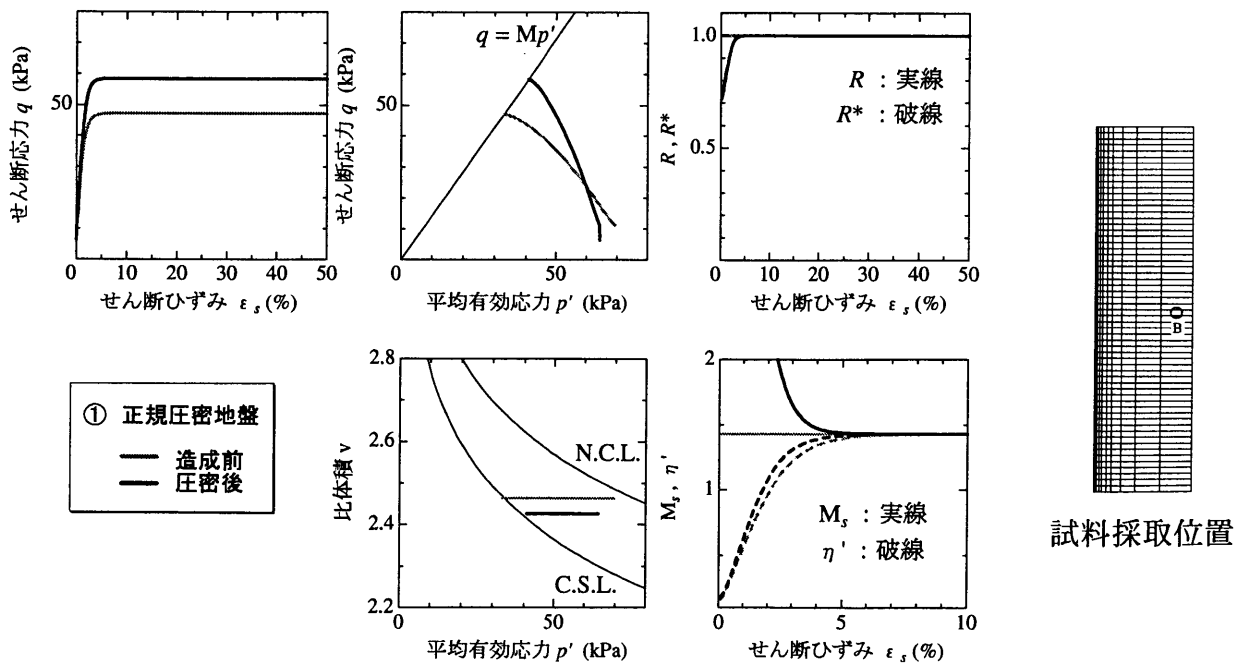 せん断応力 q (kPa)
50
0
0 10 20 30 40 50
せん断ひずみ ε s (%)
せん断応力 q (kPa)
50
0
q = Mp'
0 50
平均有効応力 p' (kPa)
R , R*
1.0
0.5
R : 実線
R* : 破線
0 10 20 30 40 50
せん断ひずみ ε s (%)
B
試料採取位置
① 正規圧密地盤
造成前
圧密後
比体積 v
2.8
2.6
2.4
2.2
N.C.L.
C.S.L.
0 50
平均有効応力 p' (kPa)
M s , η '
2
1
M s : 実線
η ' : 破線
0 5 10
せん断ひずみ ε s (%)